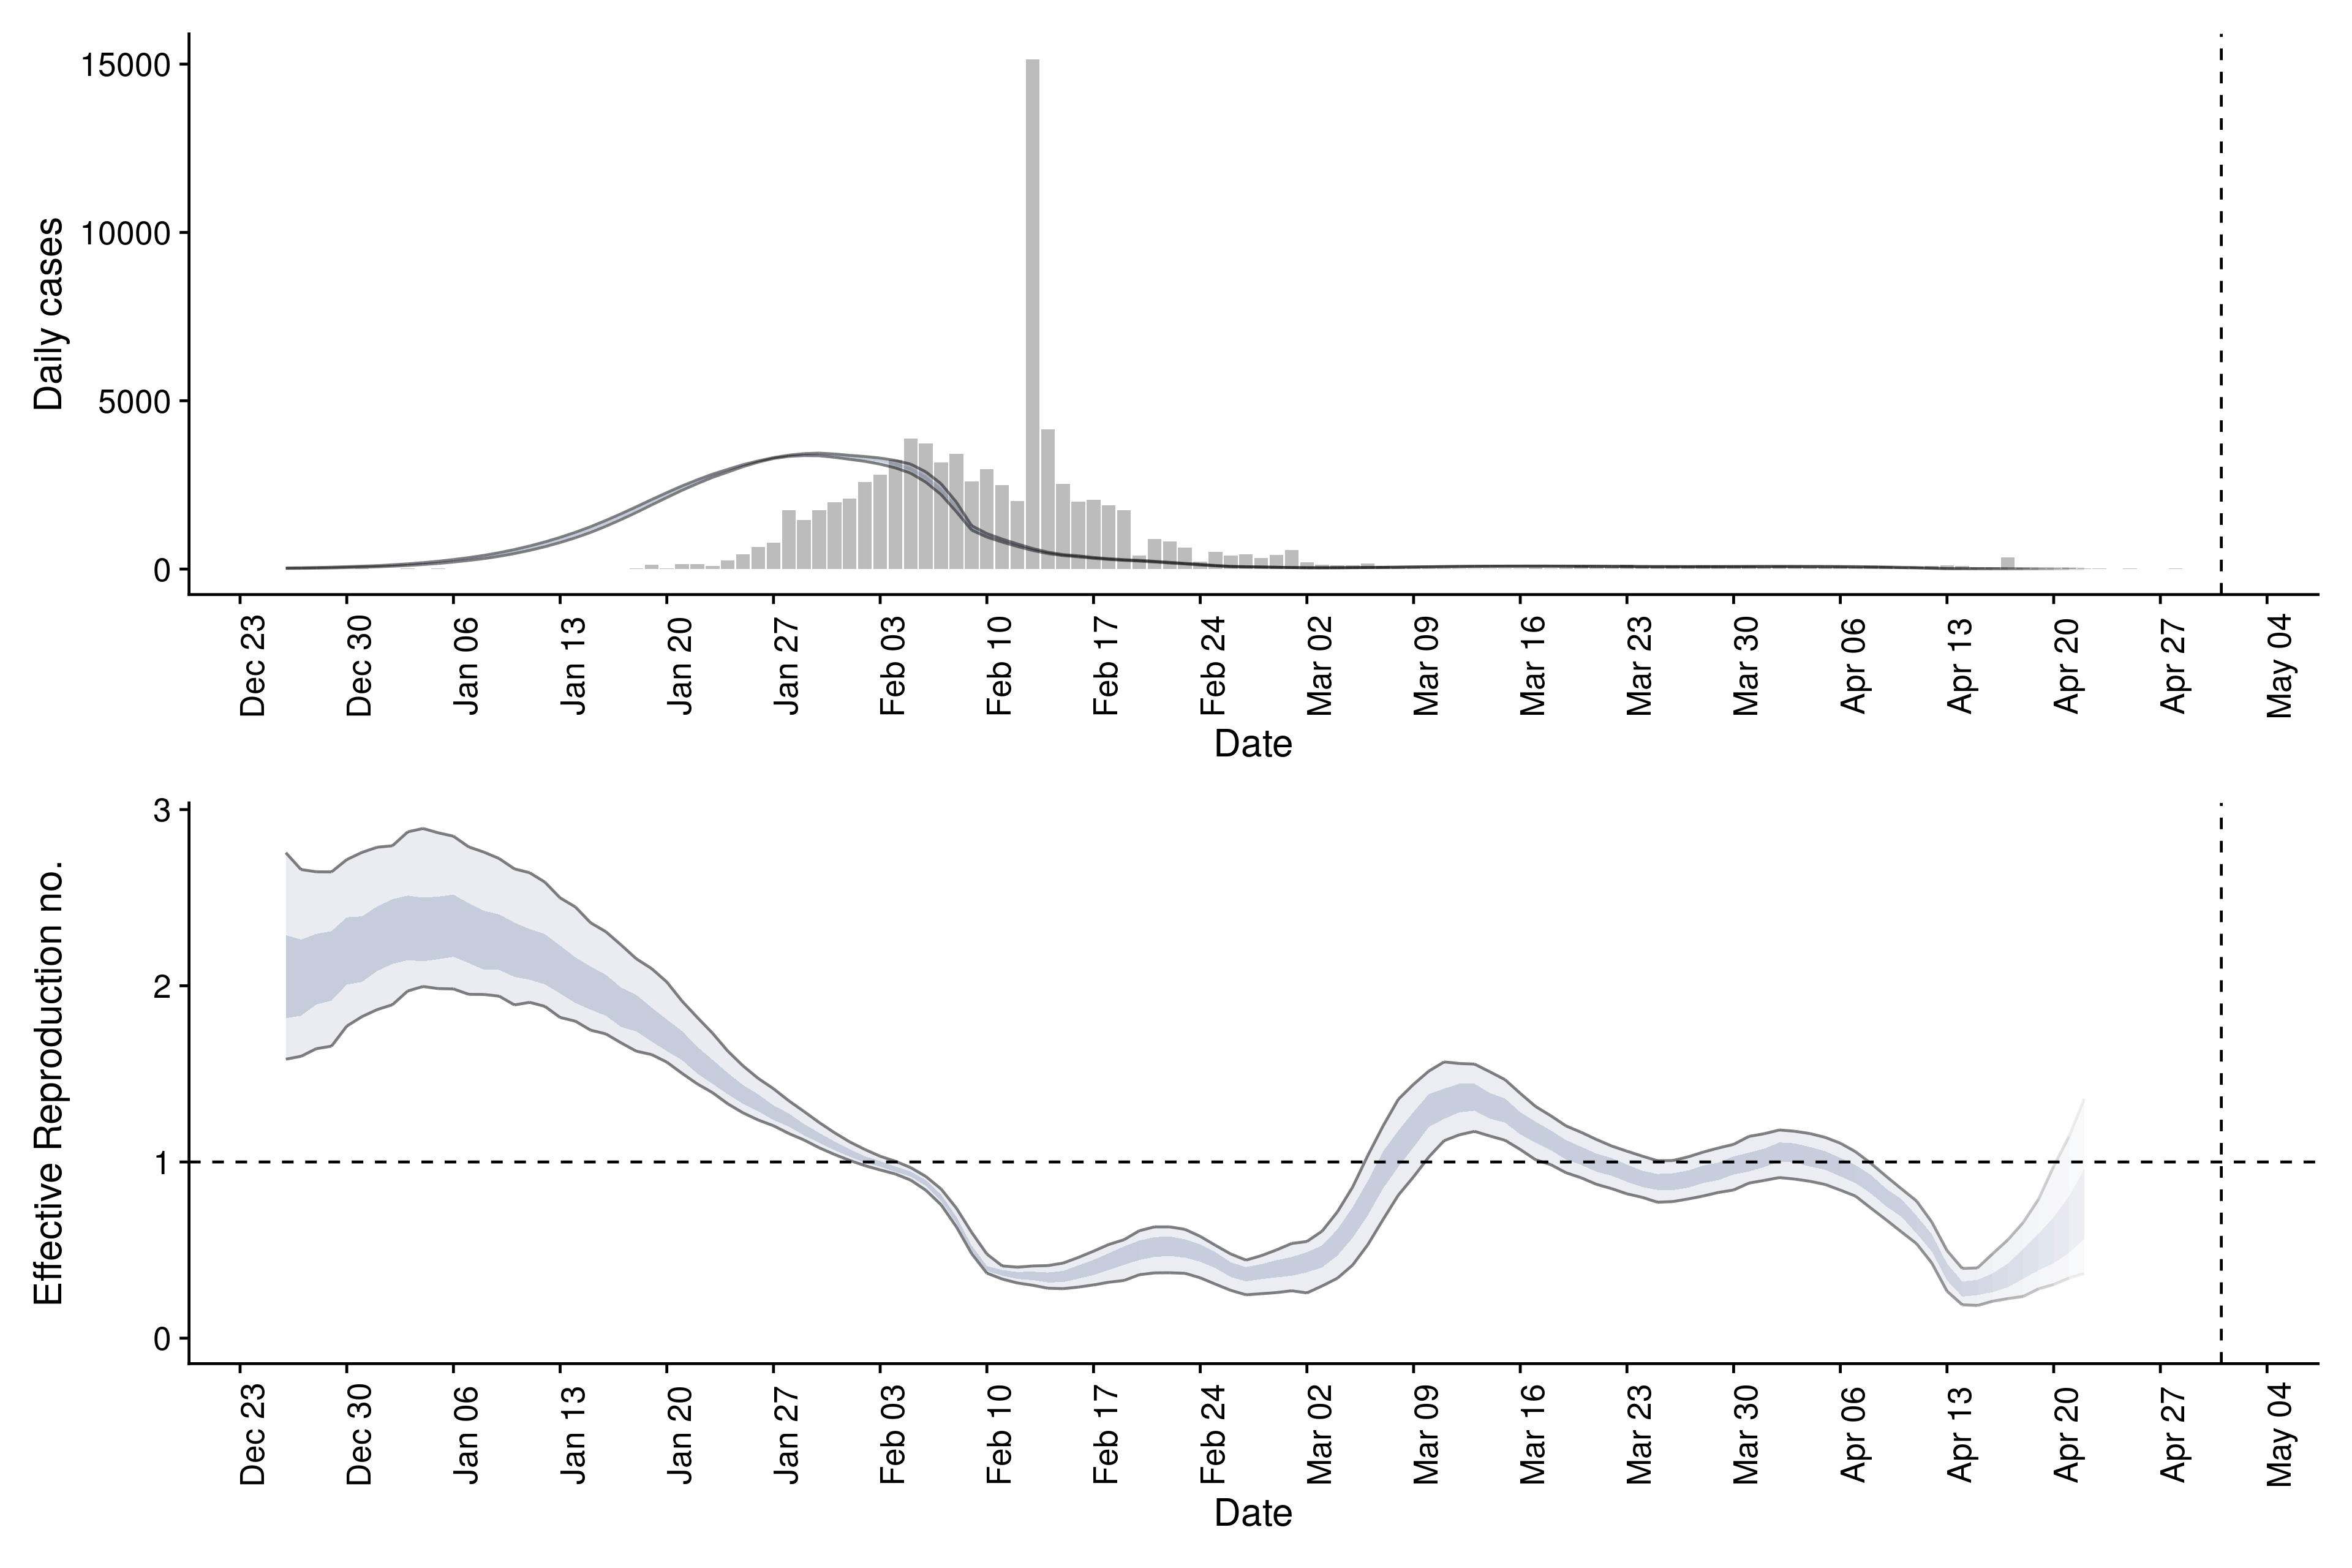 15000
10000
5000
0
Daily cases
Dec 23
Dec 30
Jan 06
Jan 13
Jan 20
Jan 27
Feb 03
Feb 10
Feb 17
Feb 24
Mar 02
Mar 09
Mar 16
Mar 23
Mar 30
Apr 06
Apr 13
Apr 20
Apr 27
May 04
Date
3
2
1
0
Effective Reproduction no.
Dec 23
Dec 30
Jan 06
Jan 13
Jan 20
Jan 27
Feb 03
Feb 10
Feb 17
Feb 24
Mar 02
Mar 09
Mar 16
Mar 23
Mar 30
Apr 06
Apr 13
Apr 20
Apr 27
May 04
Date